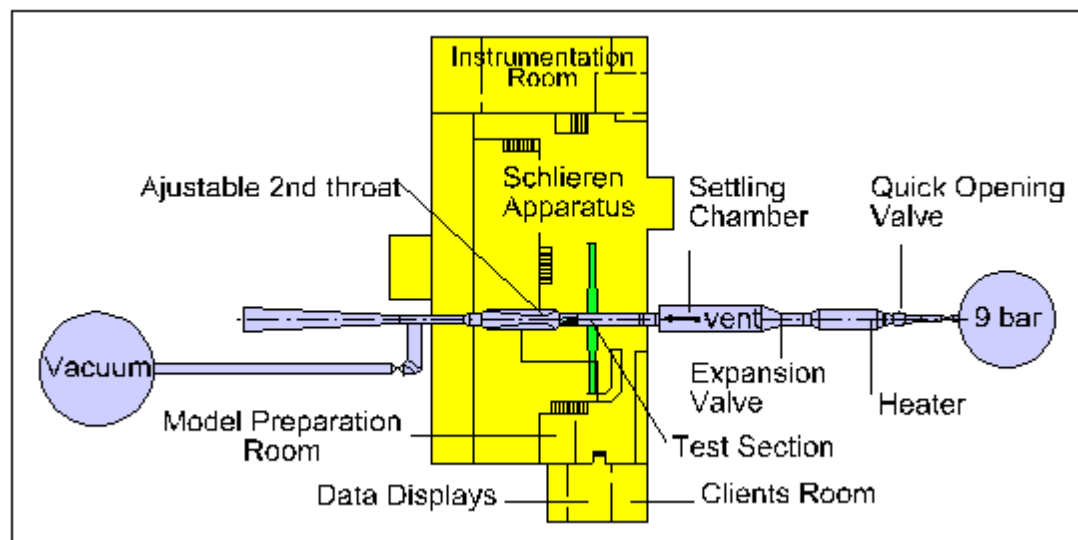 Instrumentation
Room
Ajustable 2nd throat
Schlieren
Apparatus
Settling
Chamber
Quick Opening
Valve
Vacuum
vent
9 bar
Expansion
Valve
Heater
Model Preparation
Room
Test Section
Data Displays
Clients Room